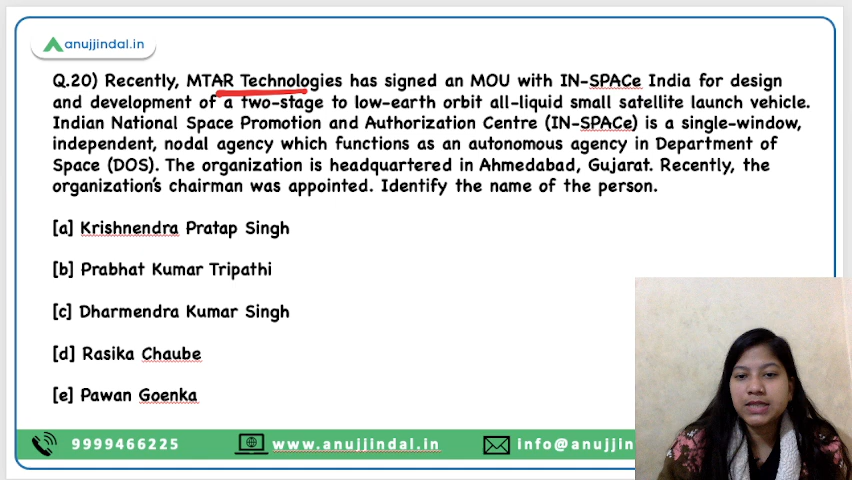 anujjindal.in
Q.20) Recently, MTAR Technologies has signed an MOU with IN-SPACe India for design
and development of a two-stage to low-earth orbit all-liquid small satellite launch vehicle.
Indian National Space Promotion and Authorization Centre (IN-SPACe) is a single-window,
independent, nodal agency which functions as an autonomous agency in Department of
Space (DOS). The organization is headquartered in Ahmedabad, Gujarat. Recently, the
organization's chairman was appointed. Identify the name of the person.
[a] Krishnendra Pratap Singh
[b] Prabhat Kumar Tripathi
[c] Dharmendra Kumar Singh
[d] Rasika Chaube
[e] Pawan Goenka
9999466225 www.anujjindal.in info@anujjin